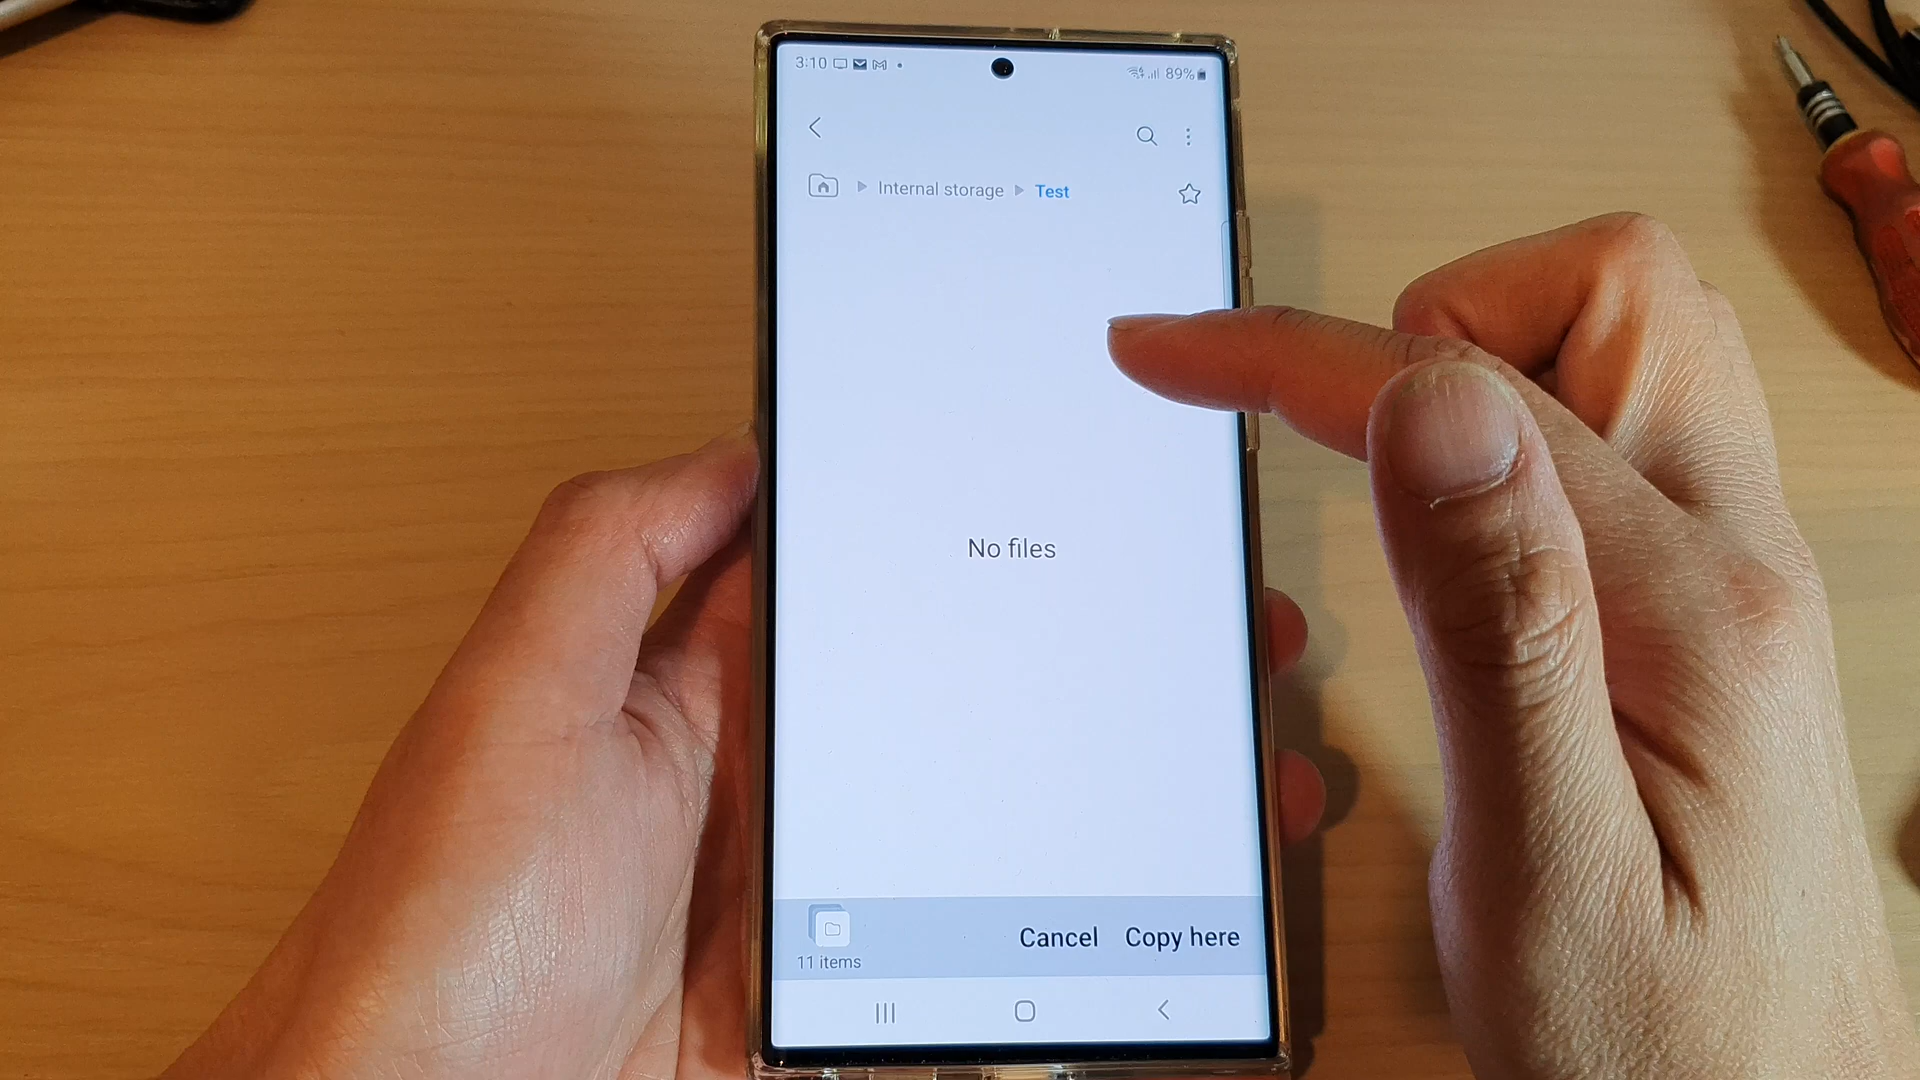 3:10
89%
Internal storage
Test
No files
11 items
Cancel
Copy here